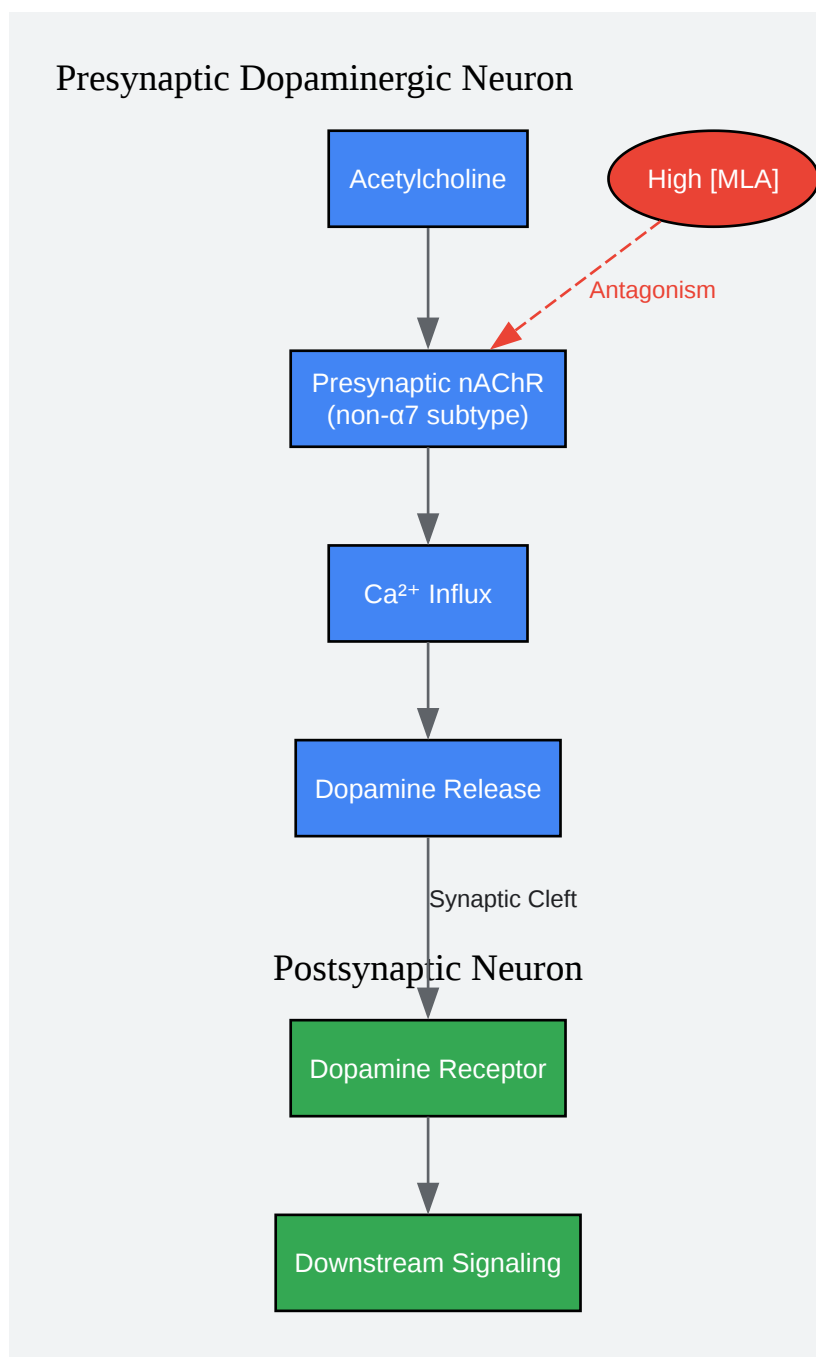 Presynaptic Dopaminergic Neuron
Acetylcholine
High [MLA]
Antagonism
Presynaptic nAChR
(non-α7 subtype)
Ca²⁺ Influx
Dopamine Release
Synaptic Cleft
Postsynaptic Neuron
Dopamine Receptor
Downstream Signaling